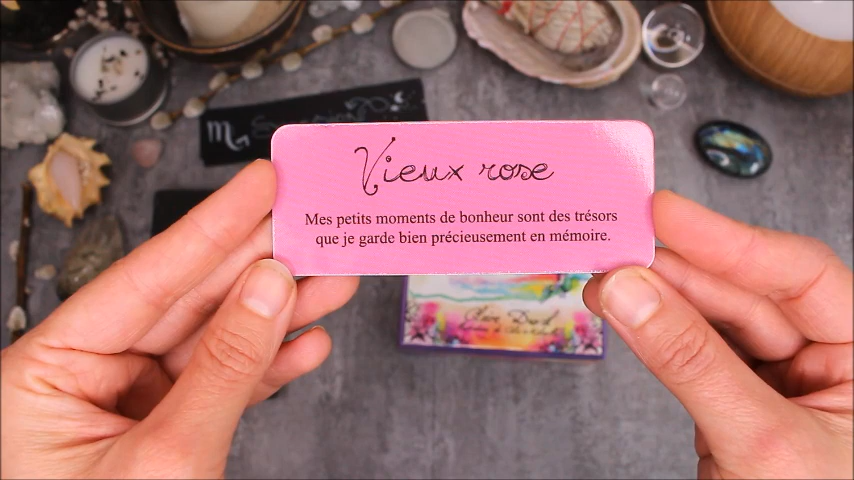 Vieux rose
Mes petits moments de bonheur sont des trésors
que je garde bien précieusement en mémoire.